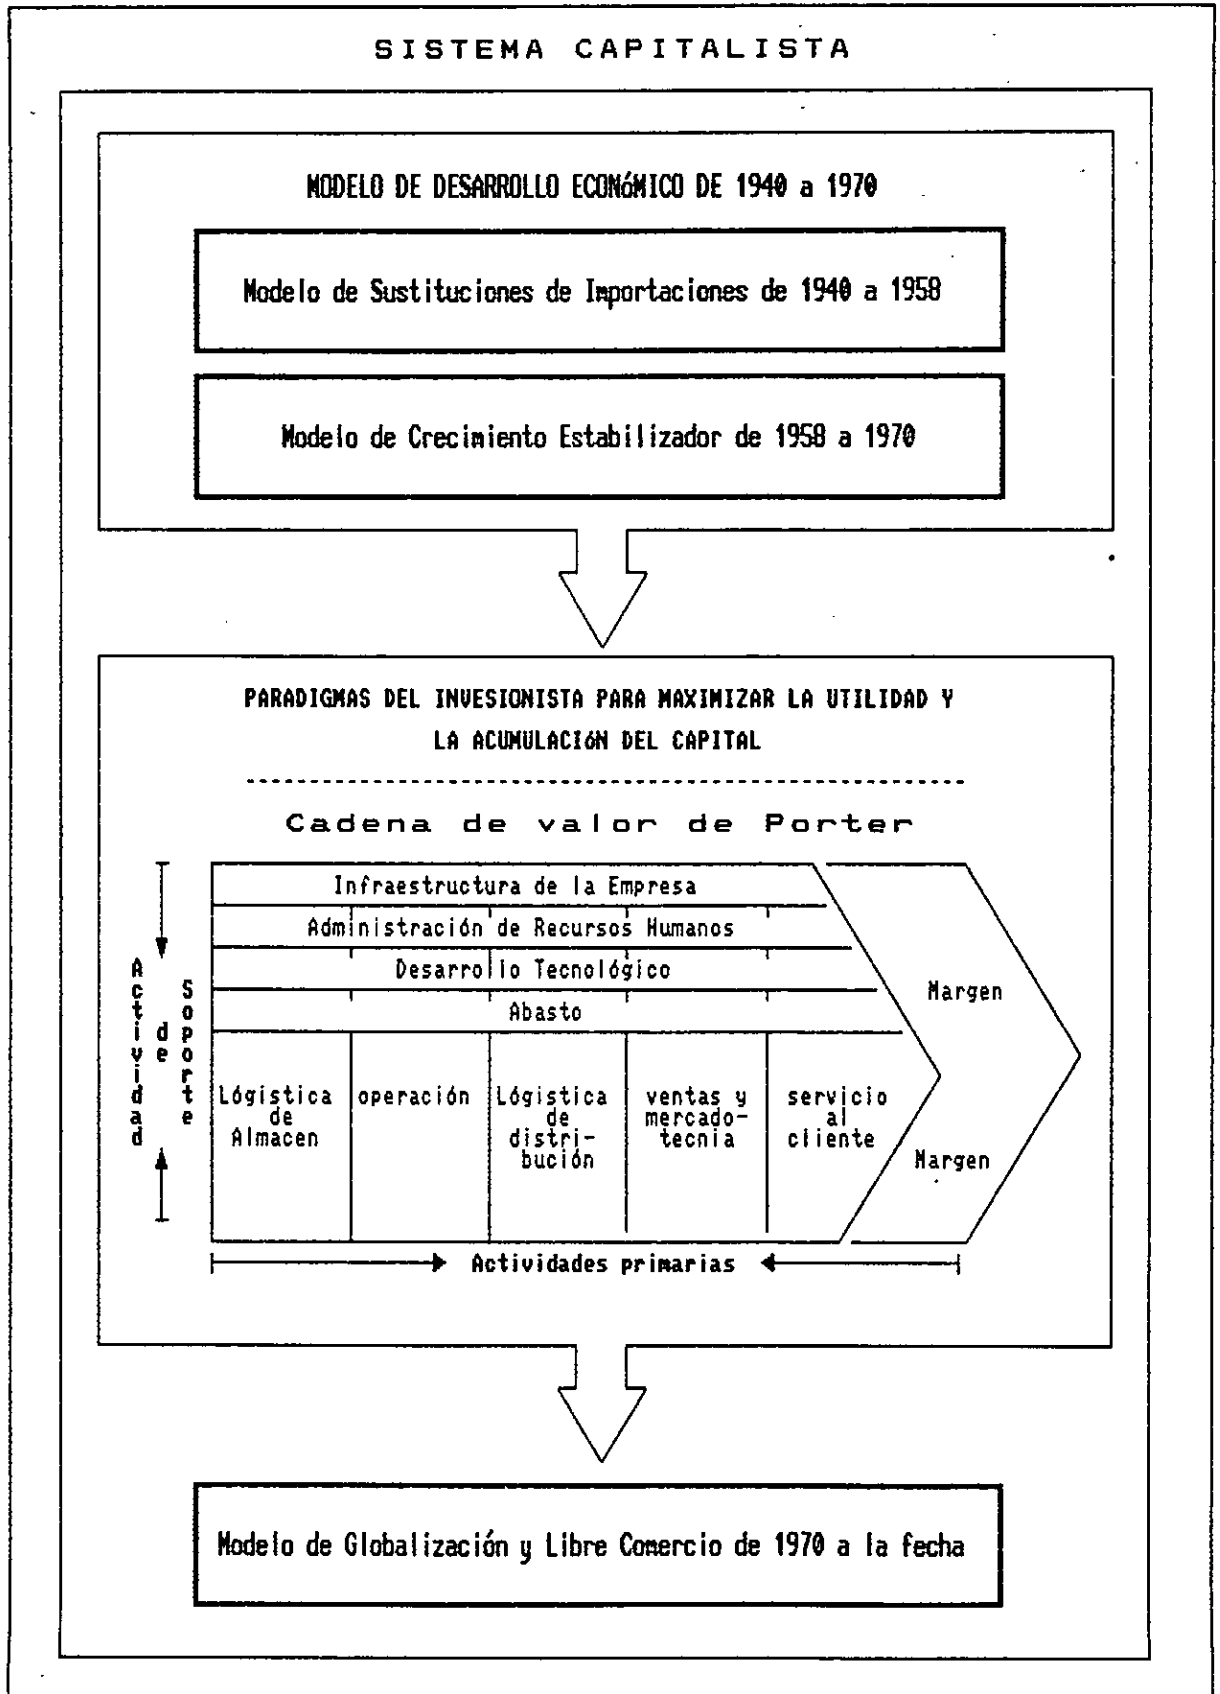 SISTEMA CAPITALISTA
MODELO DE DESARROLLO ECONóMICO DE 1940 a 1970
Modelo de Sustituciones de Importaciones de 1940 a 1958
Modelo de Crecimiento Estabilizador de 1958 a 1970
PARADIGMAS DEL INVESIONISTA PARA MAXIMIZAR LA UTILIDAD Y
LA ACUMULACIóN DEL CAPITAL
Cadena de valor de Porter
Infraestructura de la Empresa
Administración de Recursos Humanos
Desarrollo Tecnológico
Abasto
Actividad
de
Soporte
Lógistica
de
Almacen
operación
Lógistica
de
distri-
bución
ventas y
mercado-
tecnia
servicio
al
cliente
Margen
Margen
Actividades primarias
Modelo de Globalización y Libre Comercio de 1970 a la fecha